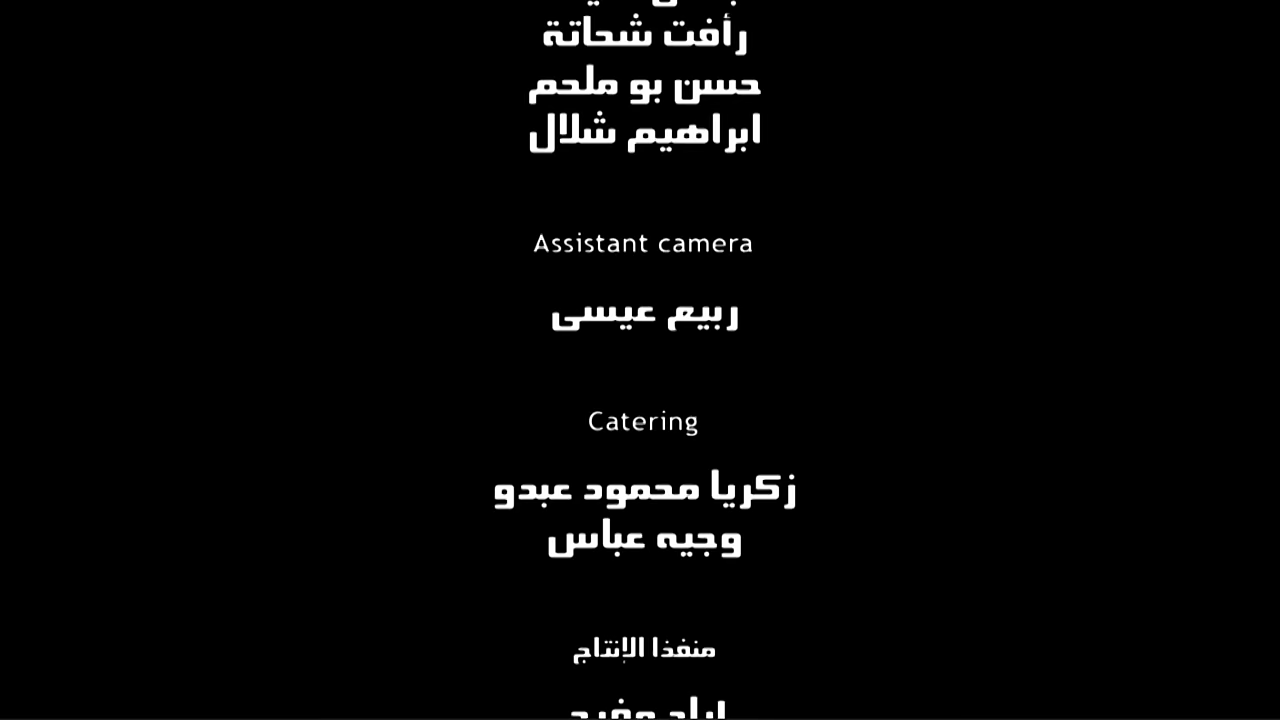 رأفت شحاتة
حسن بو ملحم
ابراهيم شلال
Assistant camera
ربيع عيسى
Catering
زكريا محمود عبدو
وجيه عباس
منفذا الإنتاج